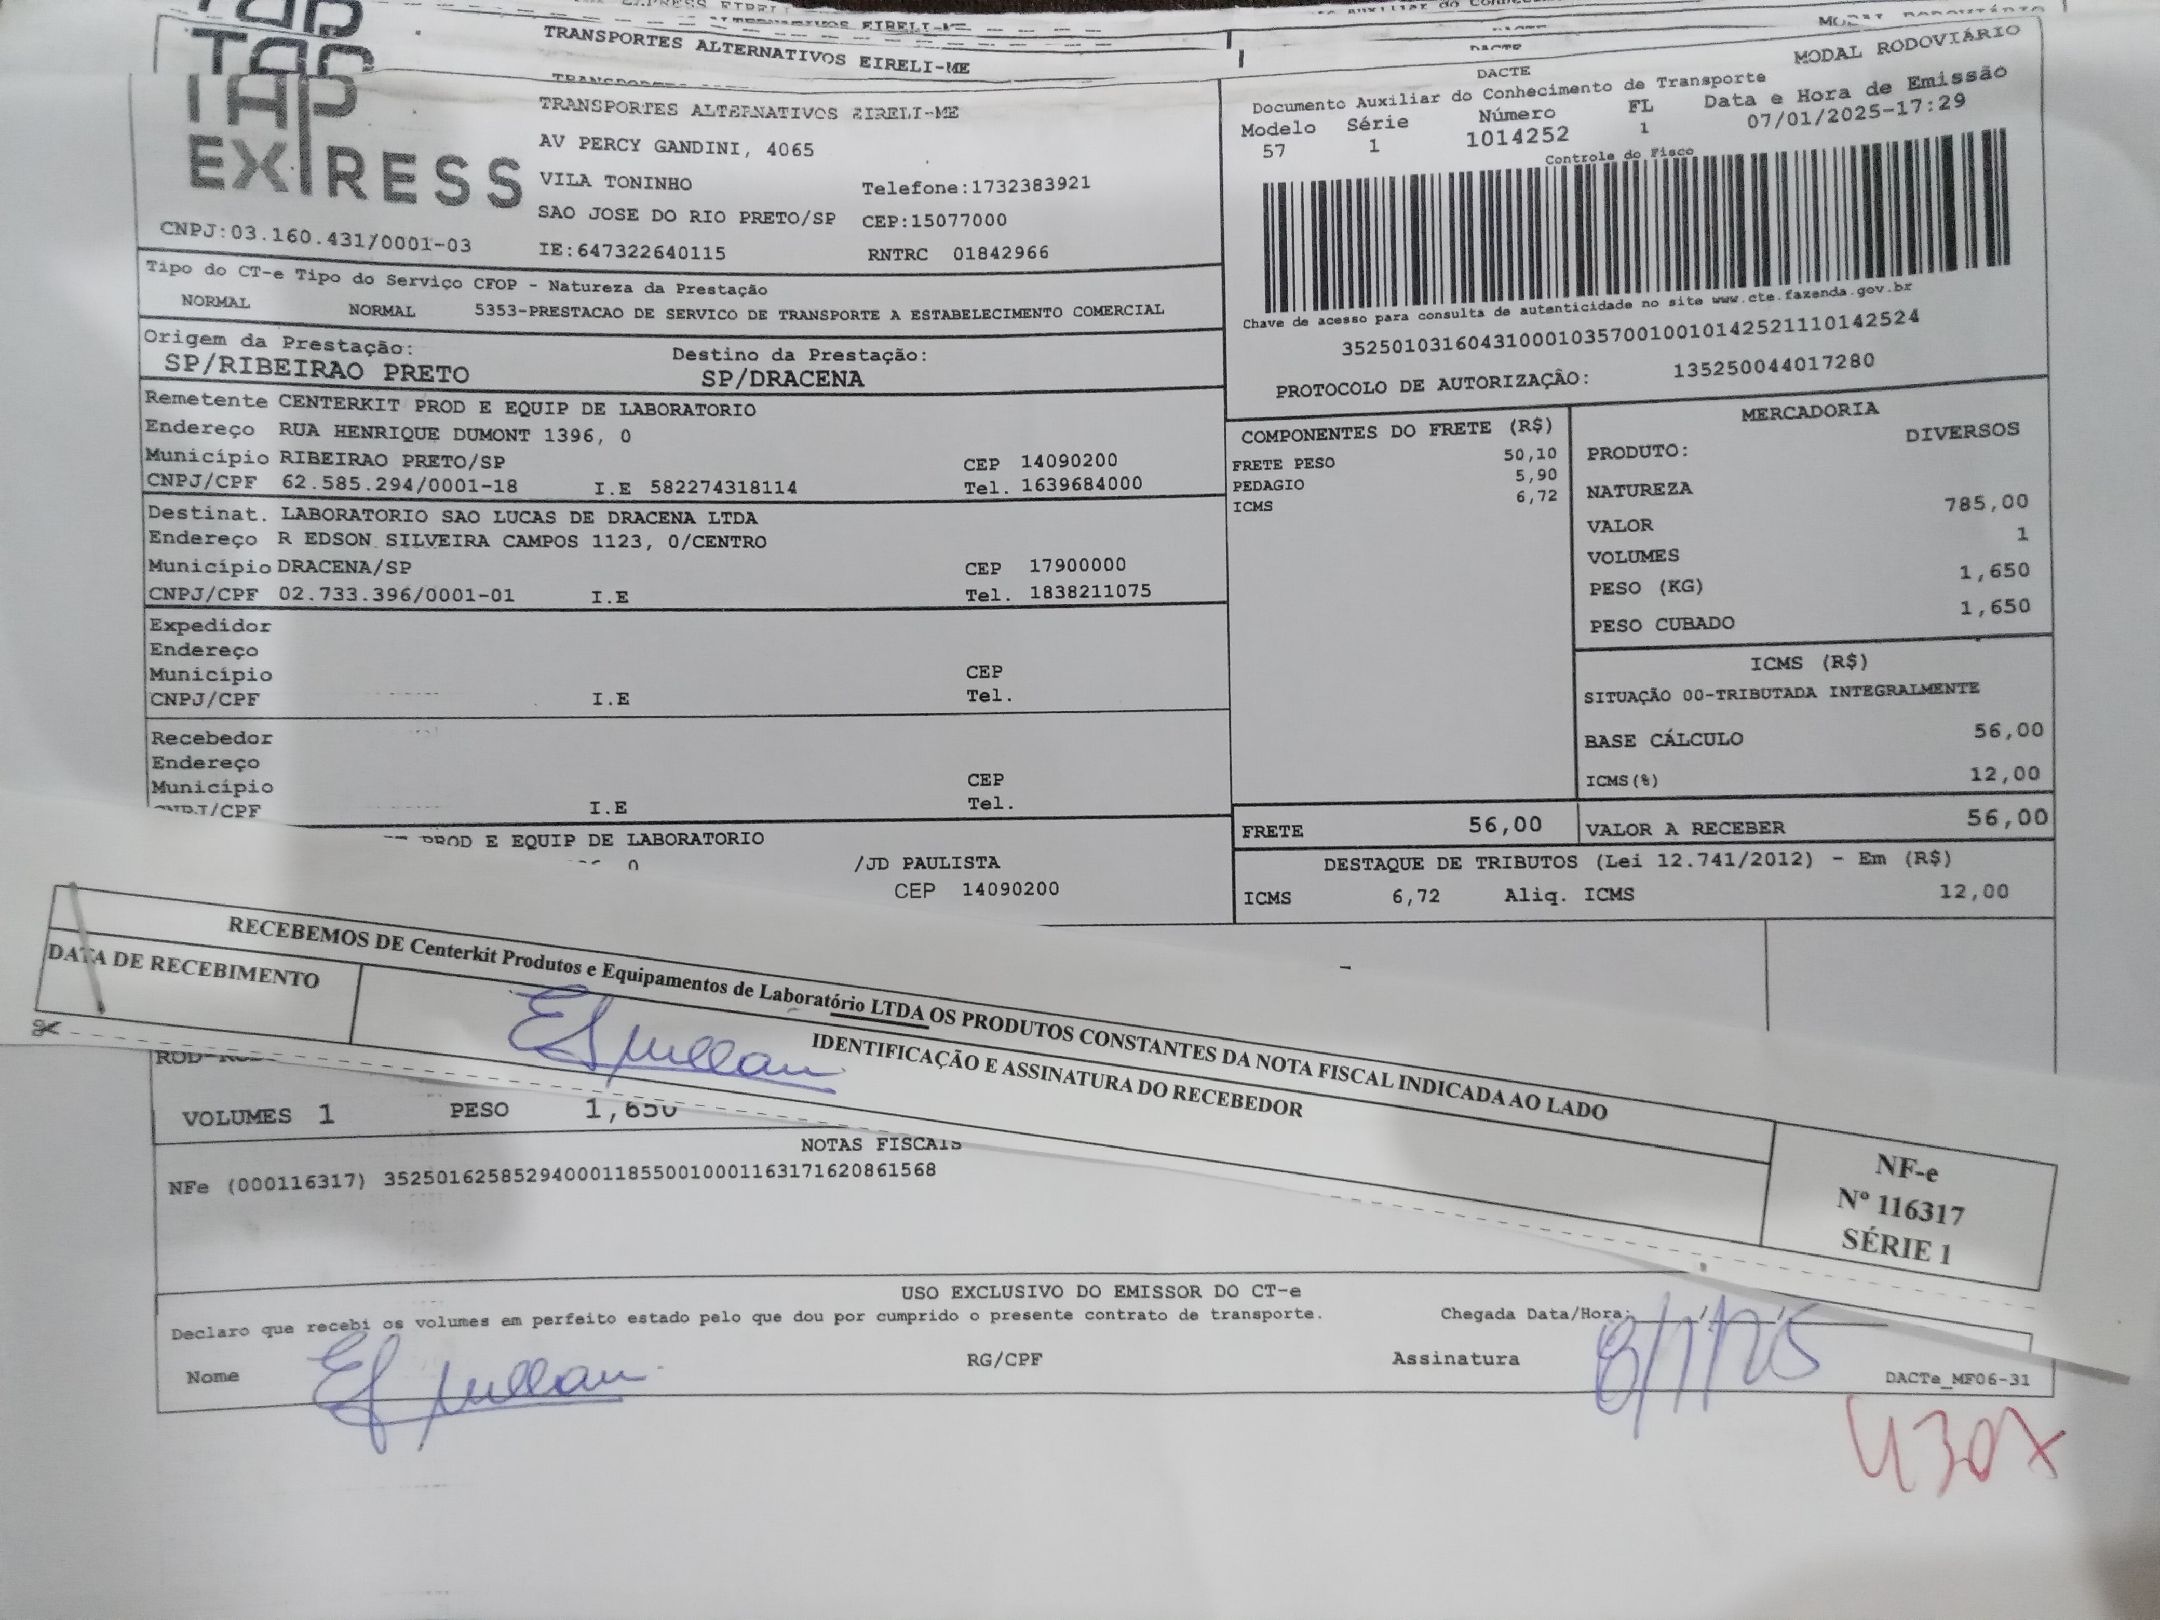 TRANSPORTES ALTERNATIVOS EIRELI-ME
TAP
EXPRESS
TRANSPORTES ALTERNATIVOS EIRELI-ME
AV PERCY GANDINI, 4065
VILA TONINHO Telefone:1732383921
SAO JOSE DO RIO PRETO/SP CEP:15077000
CNPJ:03.160.431/0001-03 IE:647322640115 RNTRC 01842966
DACTE MODAL RODOVIÁRIO
Documento Auxiliar do Conhecimento de Transporte
Modelo Série Número FL Data e Hora de Emissão
57 1 1014252 1 07/01/2025-17:29
Controle do Fisco
Chave de acesso para consulta de autenticidade no site www.cte.fazenda.gov.br
35250103160431000103570010010142521110142524
PROTOCOLO DE AUTORIZAÇÃO: 135250044017280
Tipo do CT-e Tipo do Serviço CFOP - Natureza da Prestação
NORMAL NORMAL 5353-PRESTACAO DE SERVICO DE TRANSPORTE A ESTABELECIMENTO COMERCIAL
Origem da Prestação: Destino da Prestação:
SP/RIBEIRAO PRETO SP/DRACENA
Remetente CENTERKIT PROD E EQUIP DE LABORATORIO
Endereço RUA HENRIQUE DUMONT 1396, 0
Município RIBEIRAO PRETO/SP CEP 14090200
CNPJ/CPF 62.585.294/0001-18 I.E 582274318114 Tel. 1639684000
Destinat. LABORATORIO SAO LUCAS DE DRACENA LTDA
Endereço R EDSON SILVEIRA CAMPOS 1123, 0/CENTRO
Município DRACENA/SP CEP 17900000
CNPJ/CPF 02.733.396/0001-01 I.E Tel. 1838211075
Expedidor
Endereço
Município CEP
CNPJ/CPF I.E Tel.
Recebedor
Endereço
Município CEP
CNPJ/CPF I.E Tel.
PROD E EQUIP DE LABORATORIO
0 /JD PAULISTA
CEP 14090200
COMPONENTES DO FRETE (R$)
FRETE PESO 50,10
PEDAGIO 5,90
ICMS 6,72
MERCADORIA
PRODUTO: DIVERSOS
NATUREZA
VALOR 785,00
VOLUMES 1
PESO (KG) 1,650
PESO CUBADO 1,650
ICMS (R$)
SITUAÇÃO 00-TRIBUTADA INTEGRALMENTE
BASE CÁLCULO 56,00
ICMS(%) 12,00
FRETE 56,00 VALOR A RECEBER 56,00
DESTAQUE DE TRIBUTOS (Lei 12.741/2012) - Em (R$)
ICMS 6,72 Aliq. ICMS 12,00
RECEBEMOS DE Centerkit Produtos e Equipamentos de Laboratório LTDA OS PRODUTOS CONSTANTES DA NOTA FISCAL INDICADA AO LADO
DATA DE RECEBIMENTO
IDENTIFICAÇÃO E ASSINATURA DO RECEBEDOR
NF-e
Nº 116317
SÉRIE 1
VOLUMES 1 PESO 1,650
NOTAS FISCAIS
NFe (000116317) 35250162585294000118550010001163171620861568
USO EXCLUSIVO DO EMISSOR DO CT-e
Declaro que recebi os volumes em perfeito estado pelo que dou por cumprido o presente contrato de transporte. Chegada Data/Hora: / /
Nome RG/CPF Assinatura 8/1/25
DACTe_MF06-31